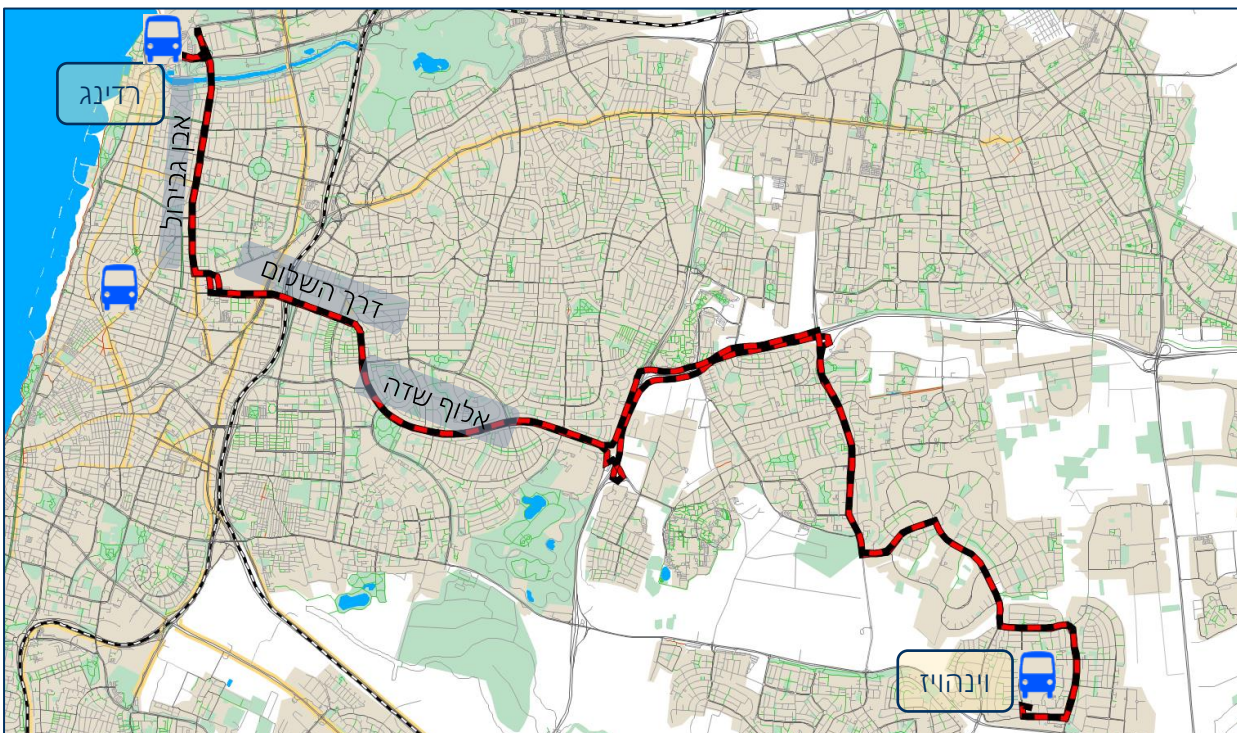 רדינג
אבן גבירול
דרך השלום
אלוף שדה
וינהויז